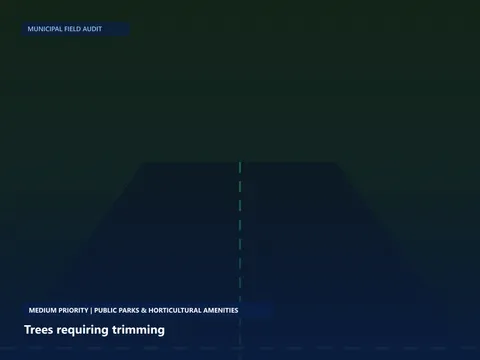 MUNICIPAL FIELD AUDIT
MEDIUM PRIORITY | PUBLIC PARKS & HORTICULTURAL AMENITIES
Trees requiring trimming